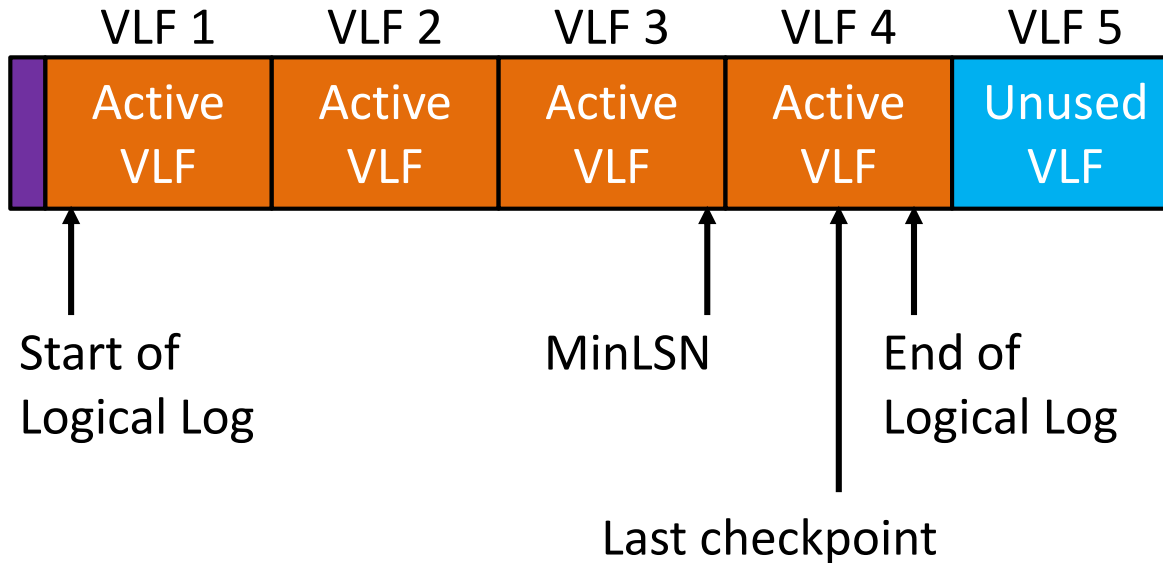 VLF 1 VLF 2 VLF 3 VLF 4 VLF 5
Active Active Active Active Unused
VLF VLF VLF VLF VLF
Start of MinLSN End of
Logical Log Logical Log
Last checkpoint